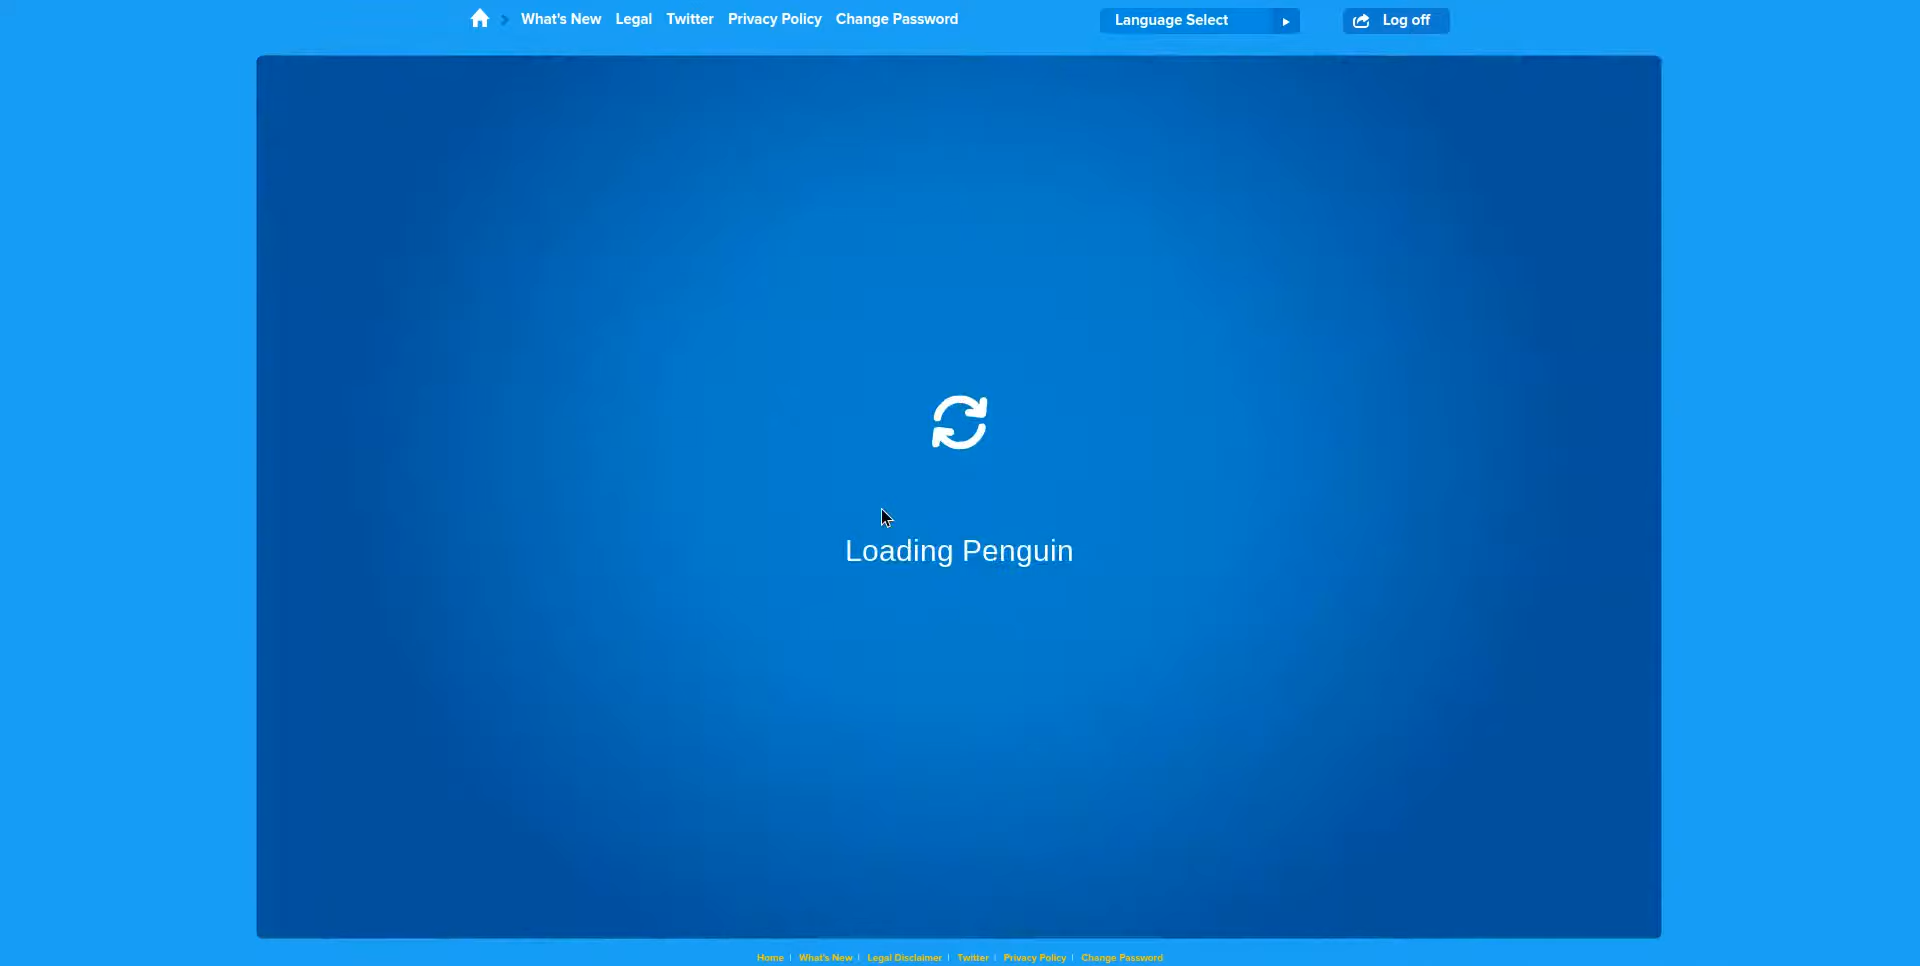 What's New Legal Twitter Privacy Policy Change Password Language Select Log off
Loading Penguin
Home | What's New | Legal Disclaimer | Twitter | Privacy Policy | Change Password